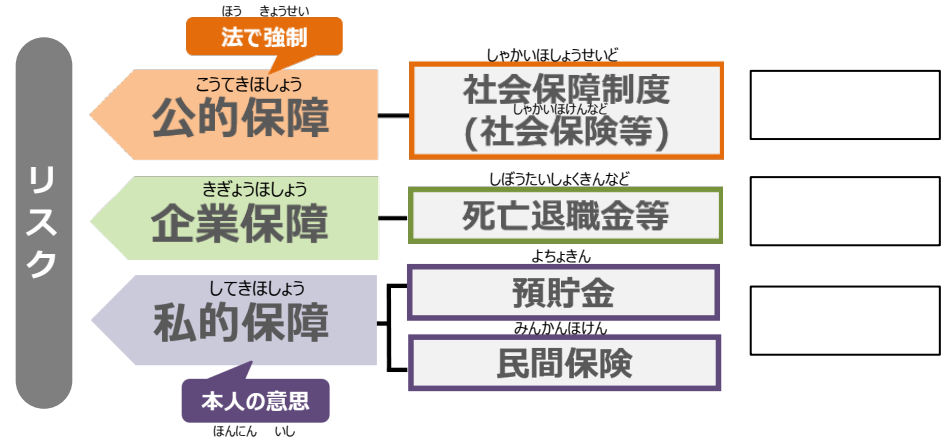 ほう きょうせい
法で強制
リスク
こうてきほしょう
公的保障
しゃかいほしょうせいど
社会保障制度
しゃかいほけんなど
(社会保険等)
きぎょうほしょう
企業保障
しぼうたいしょくきんなど
死亡退職金等
してきほしょう
私的保障
よちょきん
預貯金
みんかんほけん
民間保険
本人の意思
ほんにん いし